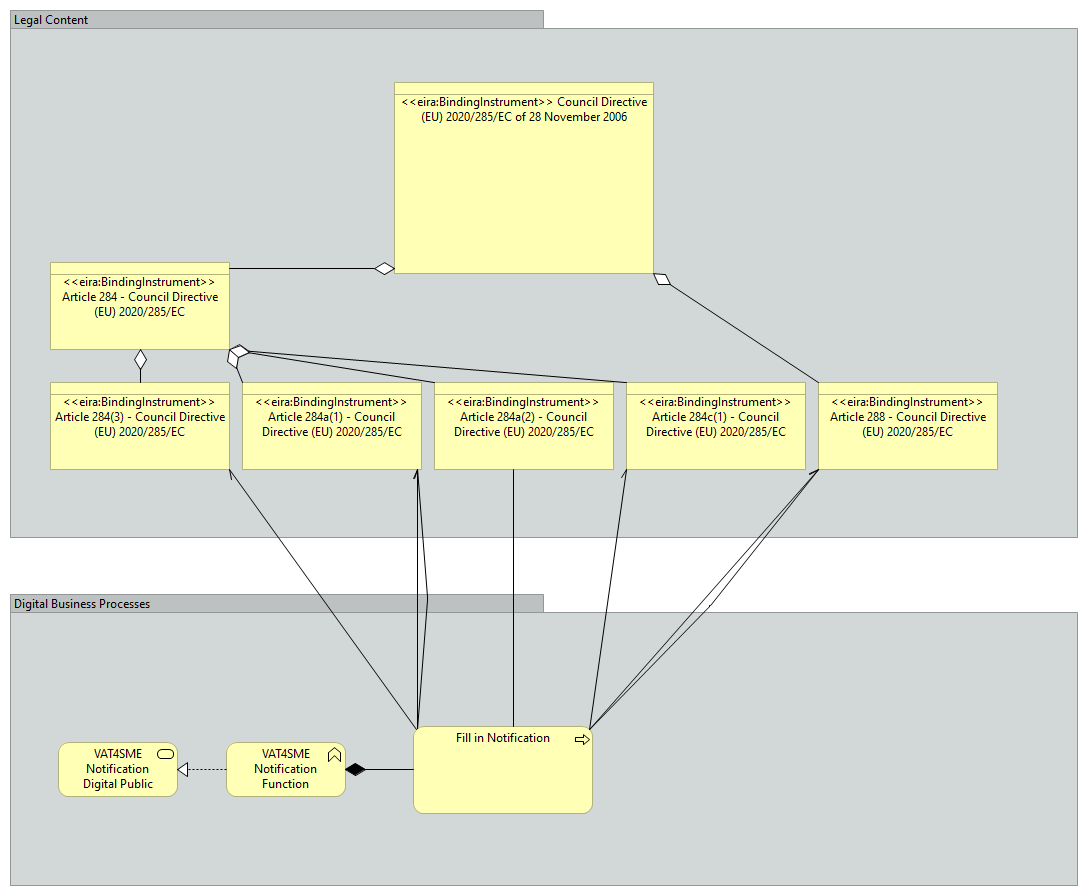 Legal Content
<<eira:BindingInstrument>> Council Directive
(EU) 2020/285/EC of 28 November 2006
<<eira:BindingInstrument>>
Article 284 - Council Directive
(EU) 2020/285/EC
<<eira:BindingInstrument>>
Article 284(3) - Council Directive
(EU) 2020/285/EC
<<eira:BindingInstrument>>
Article 284a(1) - Council
Directive (EU) 2020/285/EC
<<eira:BindingInstrument>>
Article 284a(2) - Council
Directive (EU) 2020/285/EC
<<eira:BindingInstrument>>
Article 284c(1) - Council
Directive (EU) 2020/285/EC
<<eira:BindingInstrument>>
Article 288 - Council Directive
(EU) 2020/285/EC
Digital Business Processes
VAT4SME
Notification
Digital Public
VAT4SME
Notification
Function
Fill in Notification